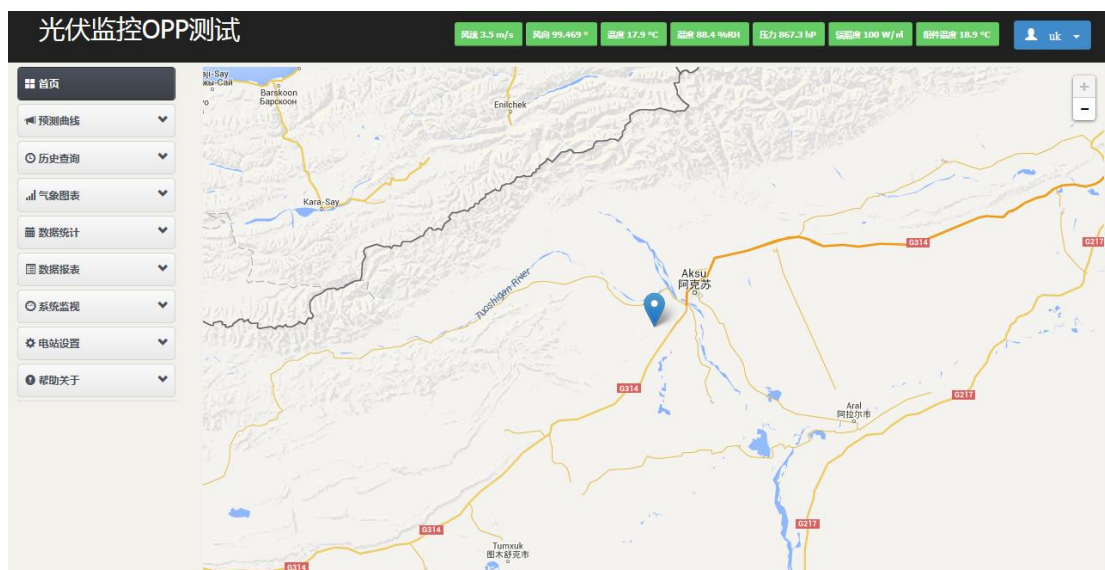 光伏监控OPP测试
风速 3.5 m/s
风向 99.469 °
温度 17.9 ℃
湿度 88.4 %RH
压力 867.3 hP
辐照度 100 W/㎡
组件温度 18.9 ℃
uk
首页
预测曲线
历史查询
气象图表
数据统计
数据报表
系统监视
电站设置
帮助关于
Barskoon
Барскоон
Enilchek
Kara-Say
Tuoshigan River
Aksu
阿克苏
G314
G217
G314
G217
Aral
阿拉尔市
G314
G217
Tumxuk
图木舒克市
G314
+
−